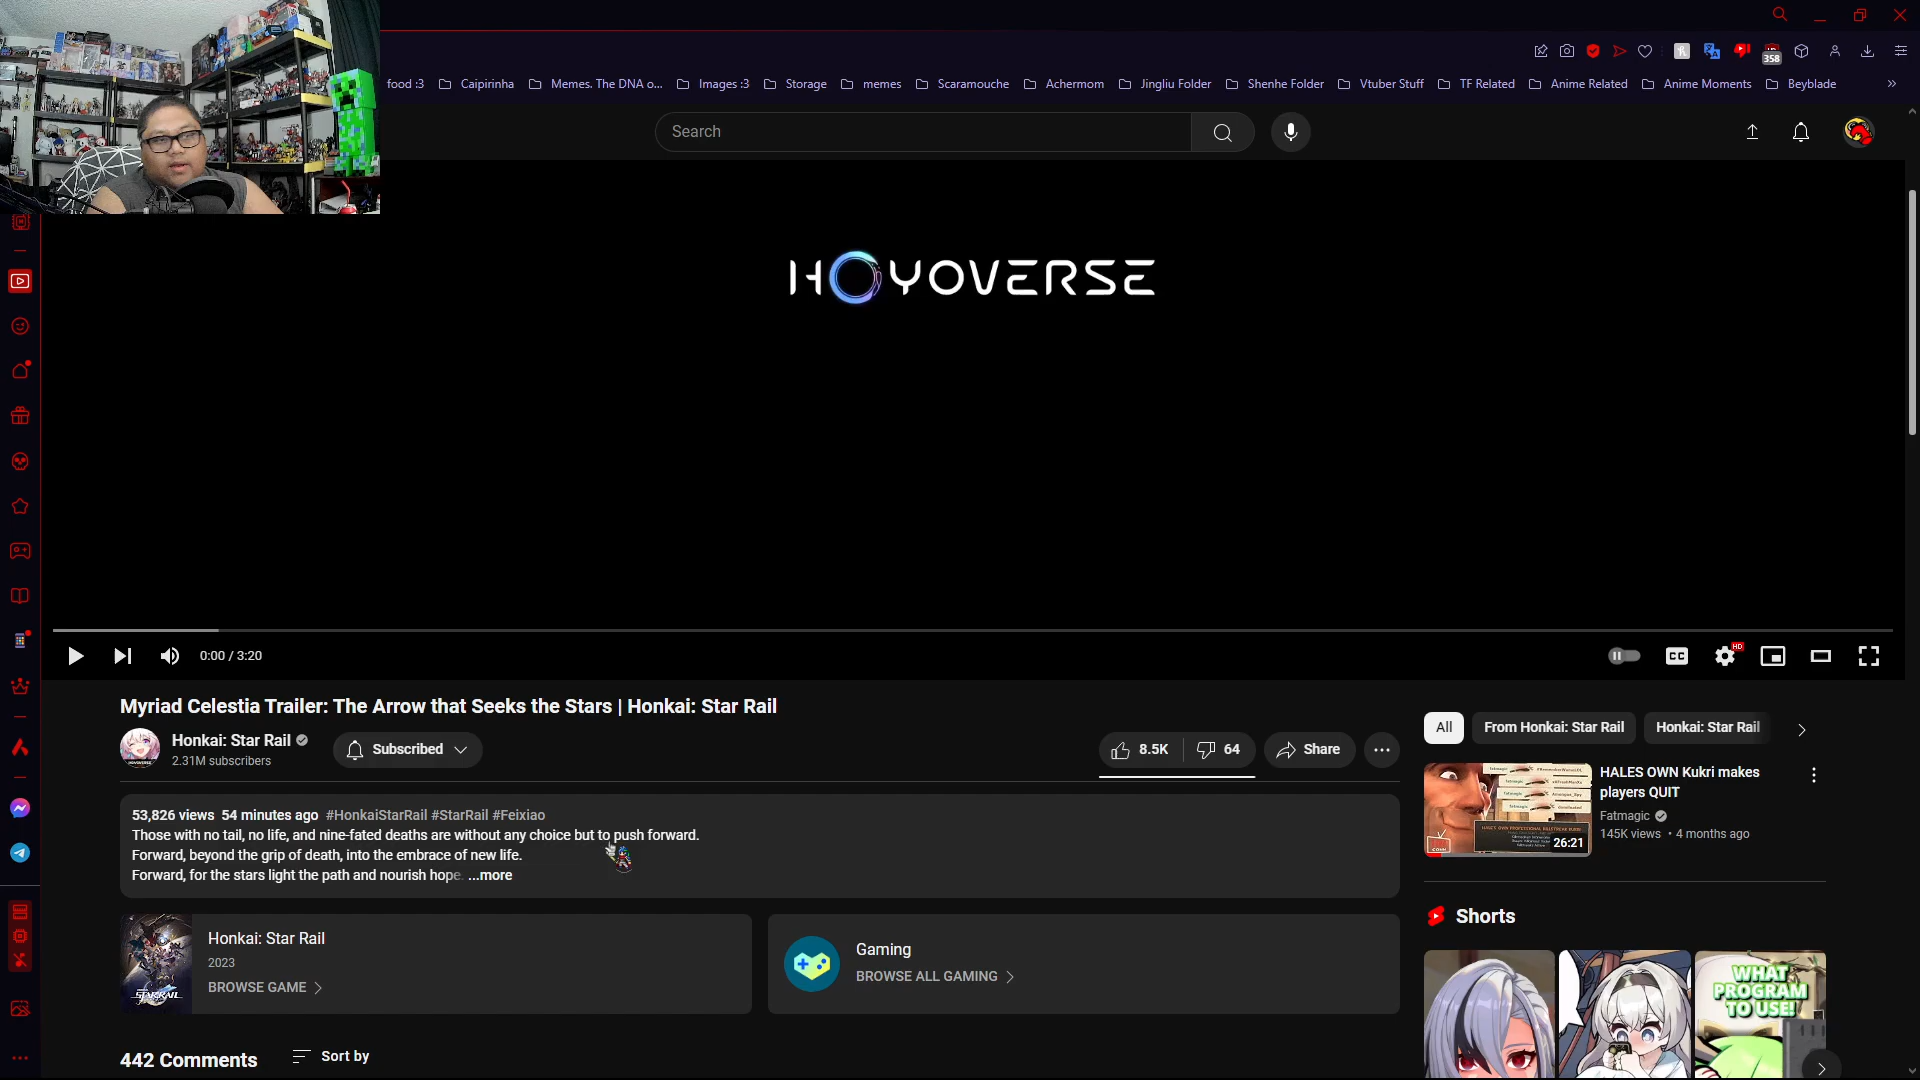 358
food :3
Caipirinha
Memes. The DNA o...
Images :3
Storage
memes
Scaramouche
Achermom
Jingliu Folder
Shenhe Folder
Vtuber Stuff
TF Related
Anime Related
Anime Moments
Beyblade
Search
HOYOVERSE
0:00 / 3:20
CC
HD
Myriad Celestia Trailer: The Arrow that Seeks the Stars | Honkai: Star Rail
Honkai: Star Rail
2.31M subscribers
Subscribed
8.5K
64
Share
53,826 views 54 minutes ago #HonkaiStarRail #StarRail #Feixiao
Those with no tail, no life, and nine-fated deaths are without any choice but to push forward.
Forward, beyond the grip of death, into the embrace of new life.
Forward, for the stars light the path and nourish hope. ...more
STARRAIL
Honkai: Star Rail
2023
BROWSE GAME
Gaming
BROWSE ALL GAMING
442 Comments
Sort by
All
From Honkai: Star Rail
Honkai: Star Rail
26:21
HALES OWN Kukri makes
players QUIT
Fatmagic
145K views • 4 months ago
Shorts
WHAT
PROGRAM
TO USE!